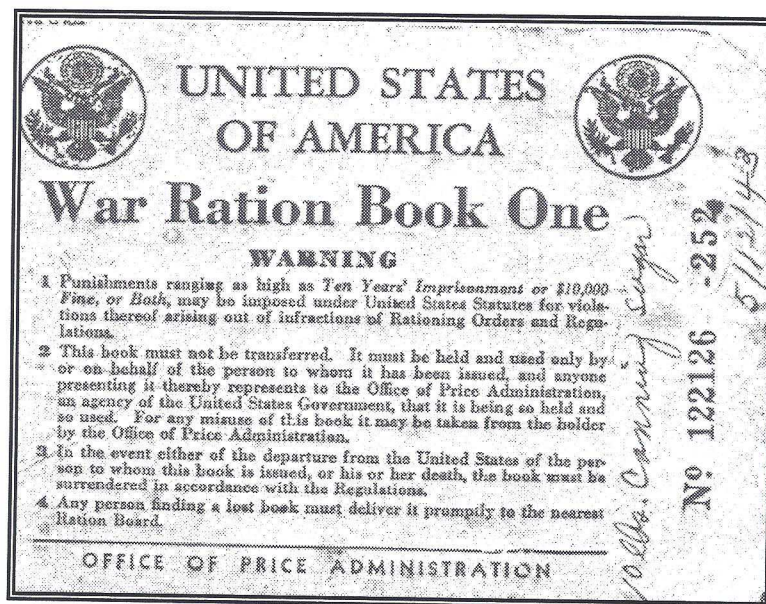 UNITED STATES
OF AMERICA
War Ration Book One
WARNING
1 Punishments ranging as high as Ten Years' Imprisonment or $10,000
Fine, or Both, may be imposed under United States Statutes for viola-
tions thereof arising out of infractions of Rationing Orders and Regu-
lations.
2 This book must not be transferred. It must be held and used only by
or on behalf of the person to whom it has been issued, and anyone
presenting it thereby represents to the Office of Price Administration,
an agency of the United States Government, that it is being so held and
so used. For any misuse of this book it may be taken from the holder
by the Office of Price Administration.
3 In the event either of the departure from the United States of the per-
son to whom this book is issued, or his or her death, the book must be
surrendered in accordance with the Regulations.
4 Any person finding a lost book must deliver it promptly to the nearest
Ration Board.
OFFICE OF PRICE ADMINISTRATION
10 lbs. Canning Sugar
5/12/43
Nº 122126 -252